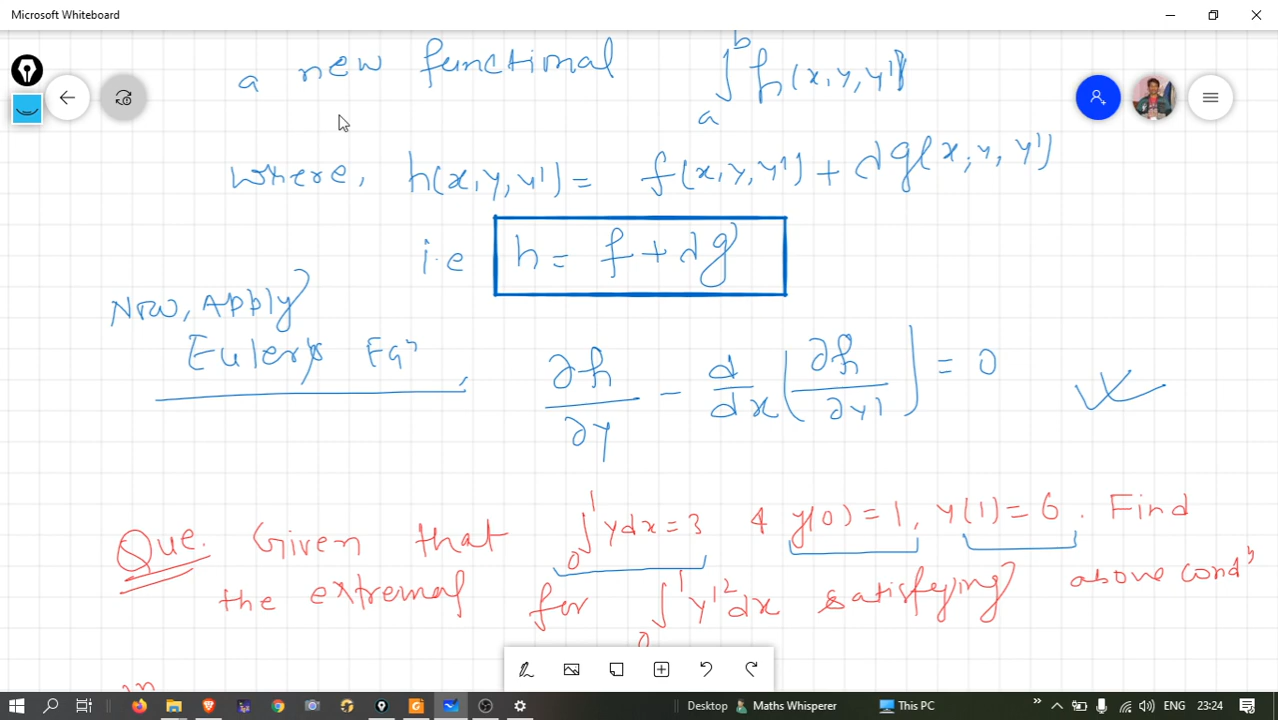 Microsoft Whiteboard
a new functional ∫_a^b h(x,y,y')
where, h(x,y,y') = f(x,y,y') + λg(x,y,y')
i.e h = f + λg
Now, Apply
Euler's Eqn, ∂h/∂y - d/dx (∂h/∂y') = 0
Que. Given that ∫_0^1 ydx = 3 & y(0) = 1, y(1) = 6. Find
the extremal for ∫_0^1 y'^2 dx satisfying above condn
Desktop Maths Whisperer This PC ENG 23:24